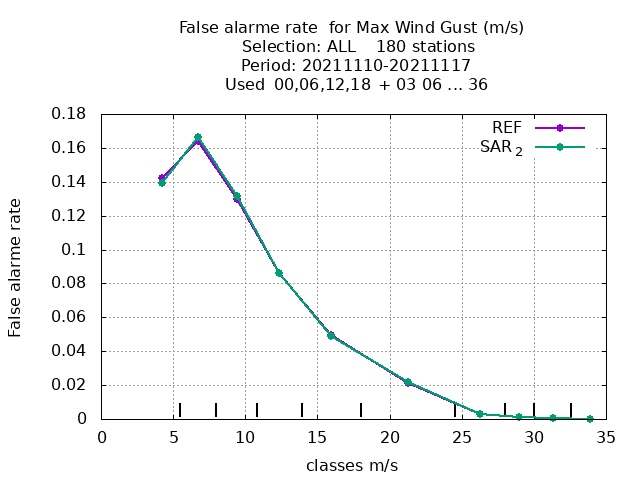 False alarme rate  for Max Wind Gust (m/s)
Selection: ALL    180 stations
Period: 20211110-20211117
Used  00,06,12,18  + 03 06 ... 36
REF
SAR 2
0.18
0.16
0.14
0.12
0.1
0.08
0.06
0.04
0.02
0
False alarme rate
0 5 10 15 20 25 30 35
classes m/s